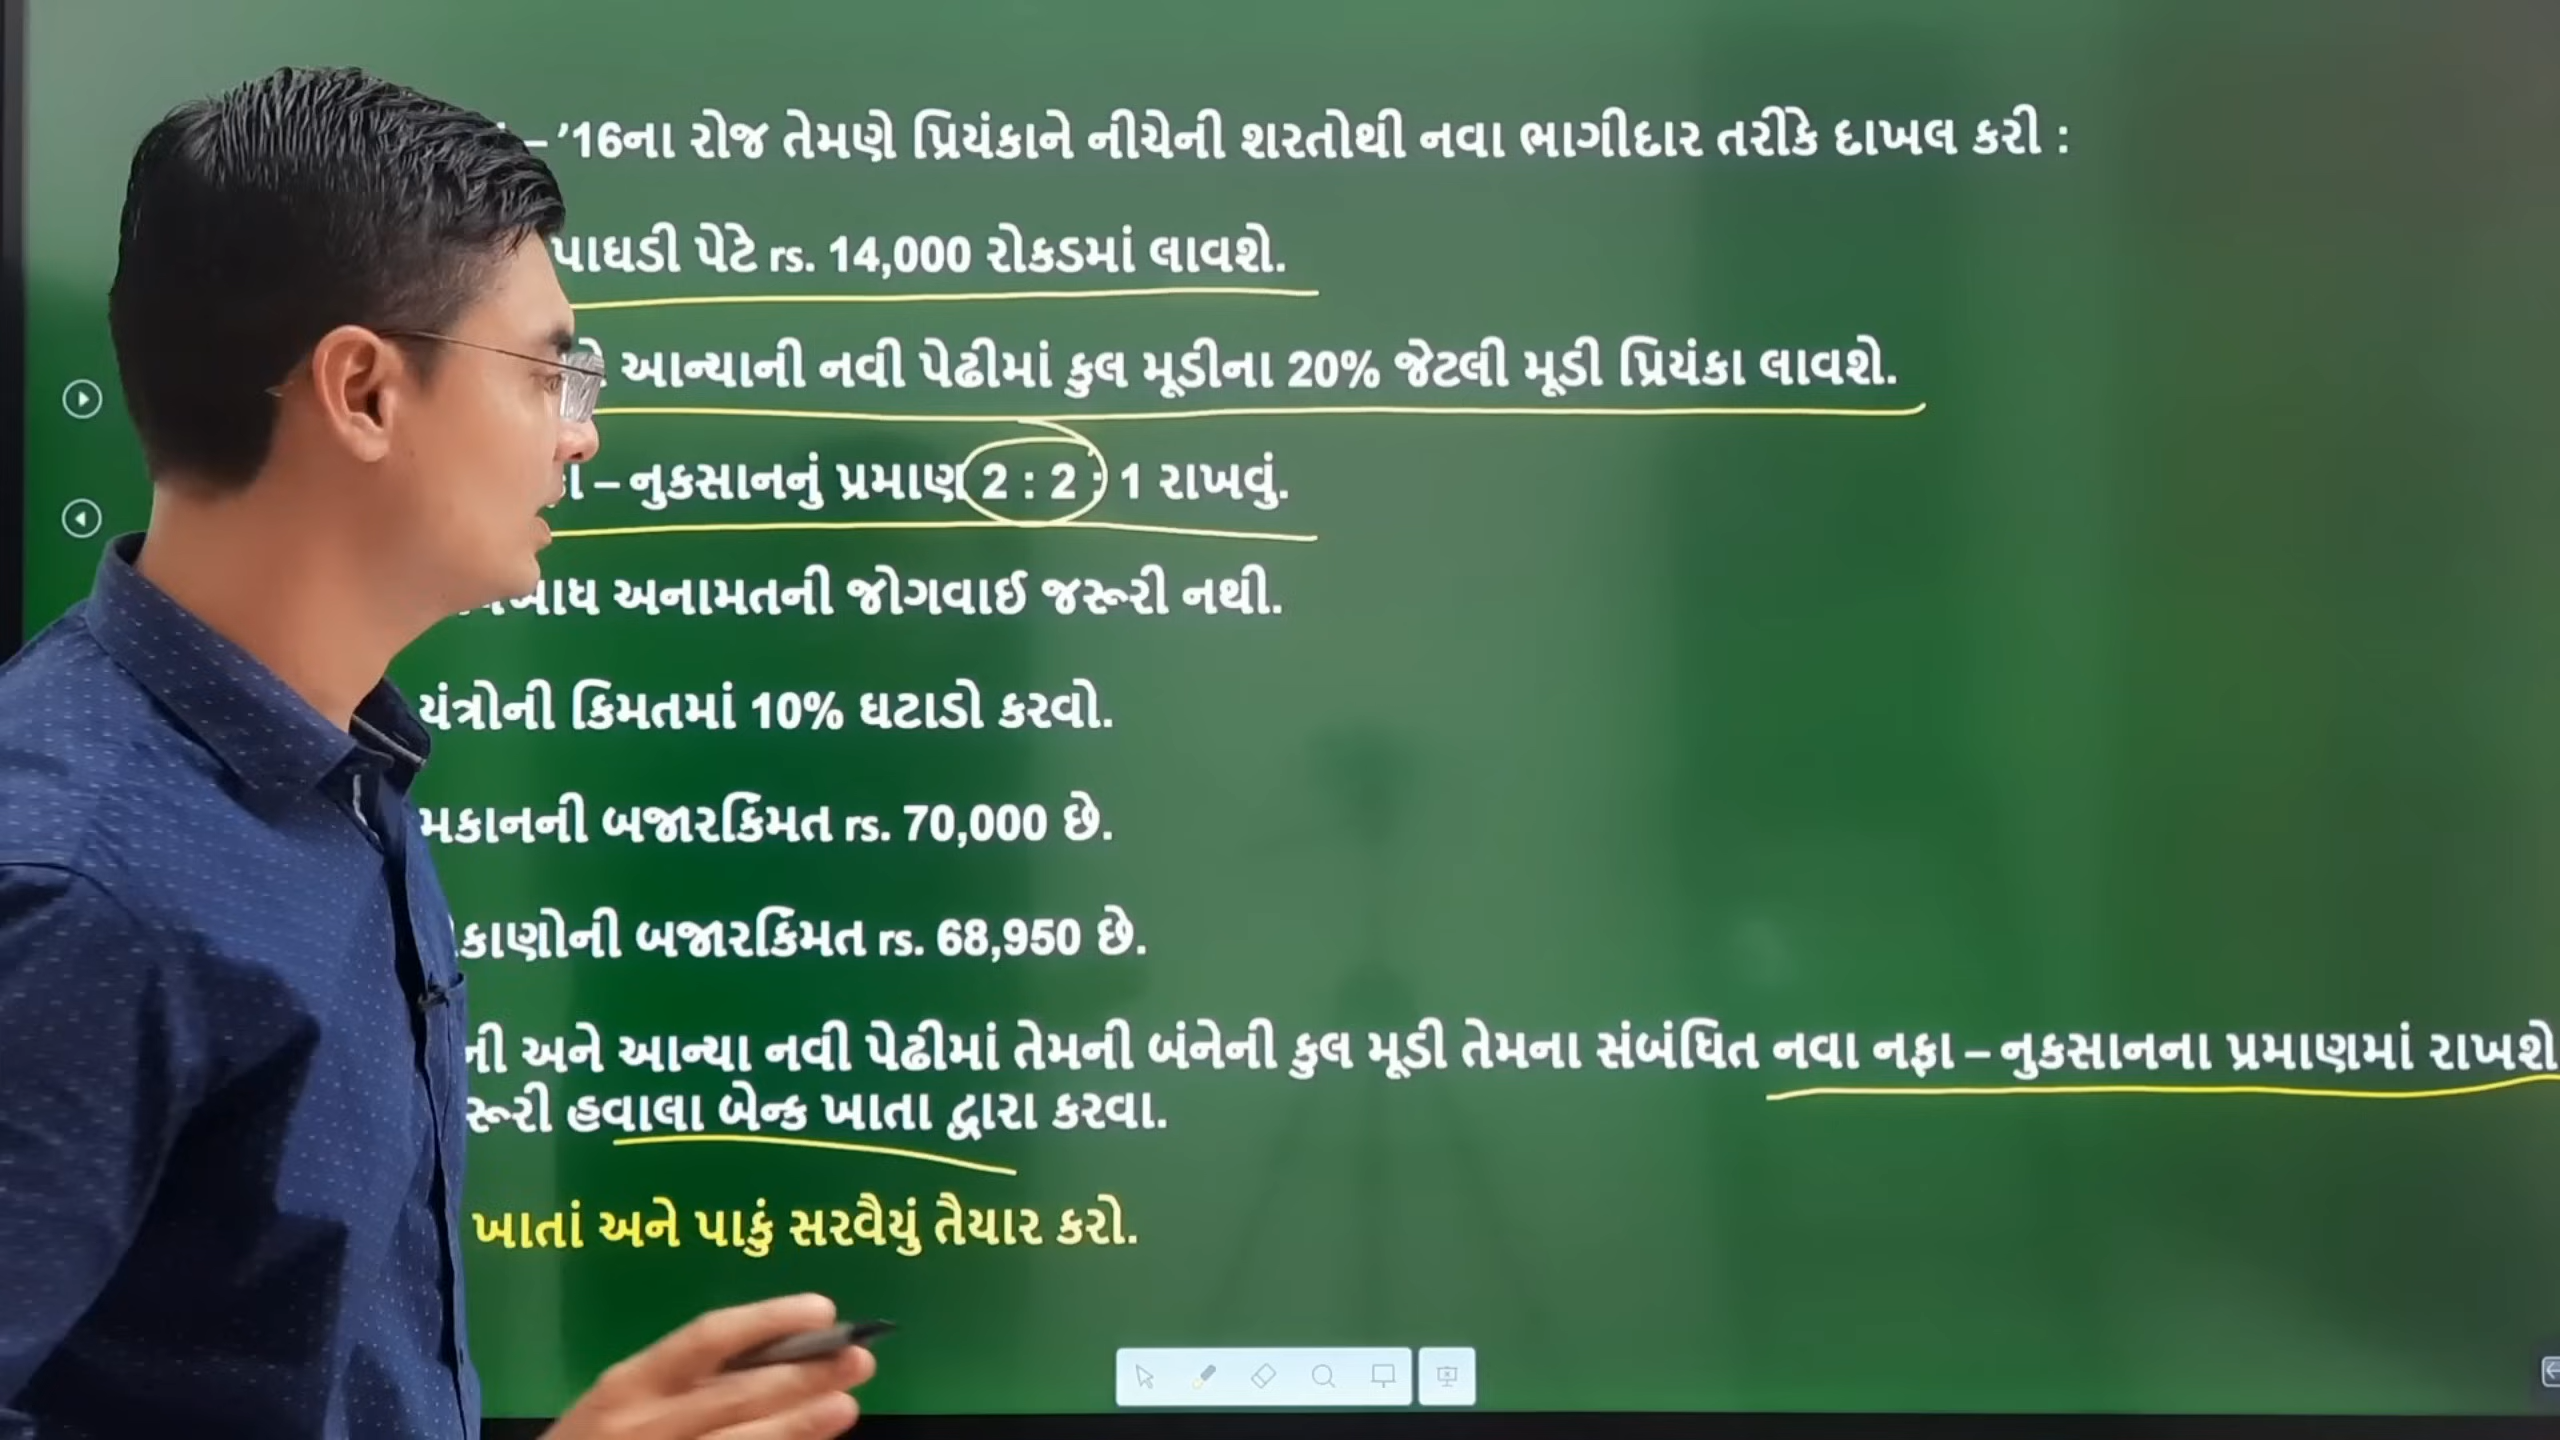 – ’16ના રોજ તેમણે પ્રિયંકાને નીચેની શરતોથી નવા ભાગીદાર તરીકે દાખલ કરી :
પાઘડી પેટે rs. 14,000 રોકડમાં લાવશે.
આન્યાની નવી પેઢીમાં કુલ મૂડીના 20% જેટલી મૂડી પ્રિયંકા લાવશે.
– નુકસાનનું પ્રમાણ 2 : 2 : 1 રાખવું.
અનામતની જોગવાઈ જરૂરી નથી.
યંત્રોની કિંમતમાં 10% ઘટાડો કરવો.
મકાનની બજારકિંમત rs. 70,000 છે.
બજારકિંમત rs. 68,950 છે.
અને આન્યા નવી પેઢીમાં તેમની બંનેની કુલ મૂડી તેમના સંબંધિત નવા નફા – નુકસાનના પ્રમાણમાં રાખશે
હવાલા બેન્ક ખાતા દ્વારા કરવા.
ખાતાં અને પાકું સરવૈયું તૈયાર કરો.